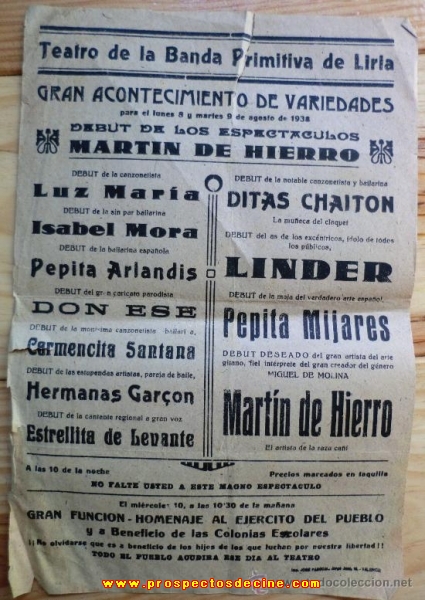 Teatro de la Banda Primitiva de Liria
GRAN ACONTECIMIENTO DE VARIEDADES
para el lunes 8 y martes 9 de agosto de 1938
DEBUT DE LOS ESPECTACULOS
MARTIN DE HIERRO
DEBUT de la canzonetista
Luz María
DEBUT de la sin par bailarina
Isabel Mora
DEBUT de la bailarina española
Pepita Arlandis
DEBUT del gran caricato parodista
DON ESE
DEBUT de la monísima canzonetista bailarina,
Carmencita Santana
DEBUT de las estupendas artistas, pareja de baile,
Hermanas Garçon
DEBUT de la cantante regional a gran voz
Estrellita de Levante
DEBUT de la notable canzonetista y bailarina
DITAS CHAITON
La muñeca del claquet
DEBUT del as de los excéntricos, ídolo de todos
los públicos,
LINDER
DEBUT de la maja del verdadero arte español,
Pepita Mijares
DEBUT DESEADO del gran artista del arte
gitano, fiel intérprete del gran creador del género
MIGUEL DE MOLINA
Martín de Hierro
El artista de la raza calñí
A las 10 de la noche
Precios marcados en taquilla
NO FALTE USTED A ESTE MAGNO ESPECTACULO
El miércoles 10, a las 10'30 de la mañana
GRAN FUNCION-HOMENAJE AL EJERCITO DEL PUEBLO
y a Beneficio de las Colonias Escolares
¡¡No olvidarse que es a beneficio de los hijos de los que luchan por nuestra libertad!!
TODO EL PUEBLO ACUDIRA ESE DIA AL TEATRO
www.prospectosdecine.com
todocoleccion.net